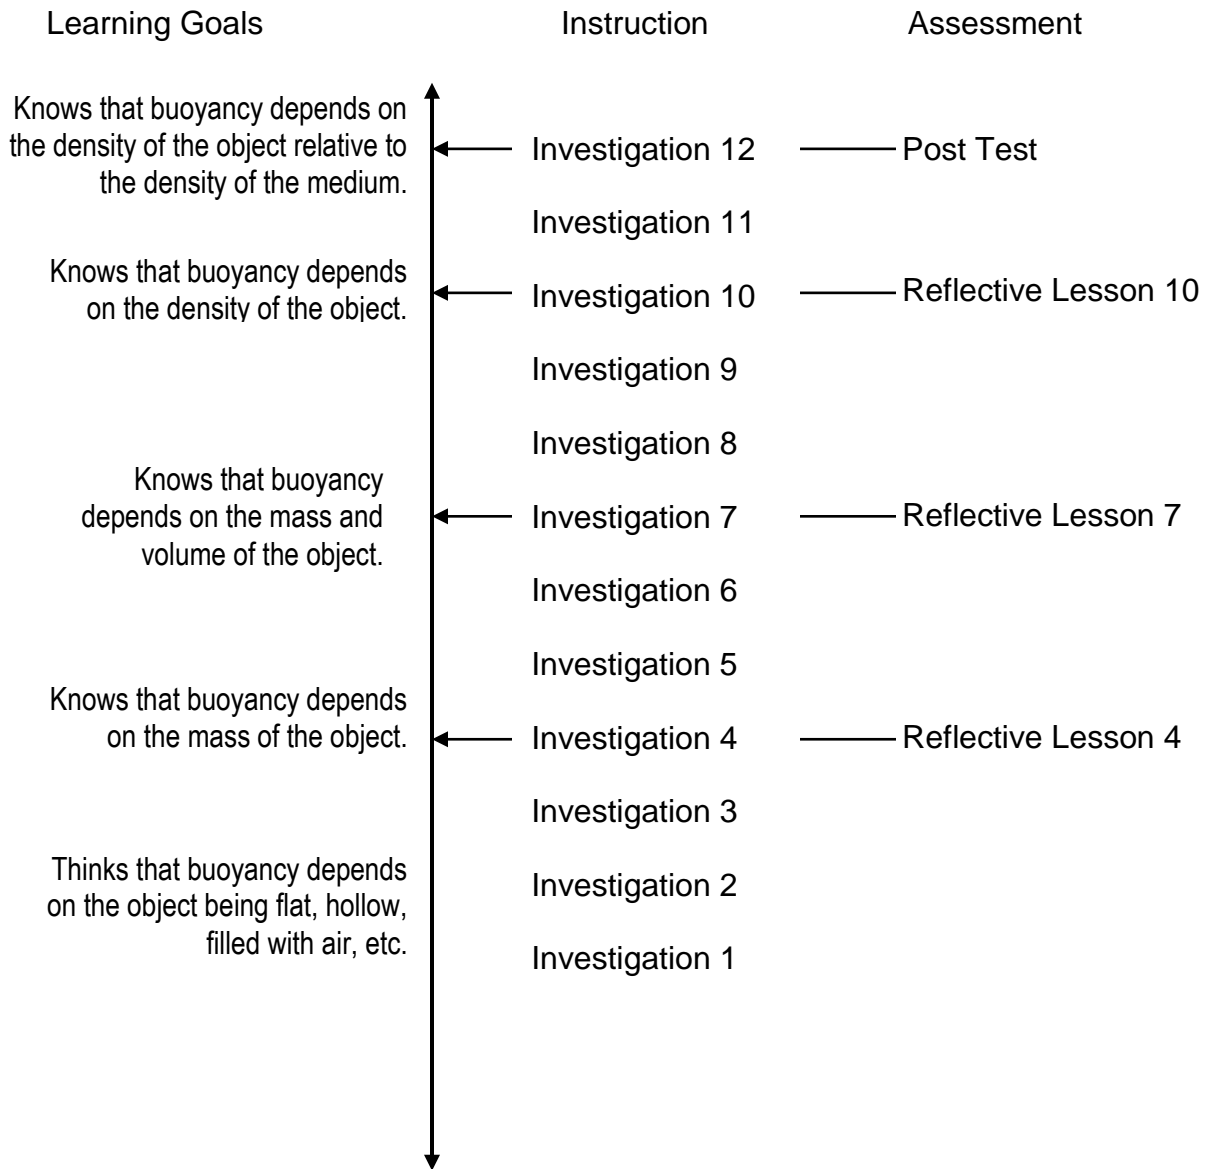 Learning Goals
Instruction
Assessment
Knows that buoyancy depends on
the density of the object relative to
the density of the medium.
Investigation 12
Post Test
Investigation 11
Knows that buoyancy depends
on the density of the object.
Investigation 10
Reflective Lesson 10
Investigation 9
Investigation 8
Knows that buoyancy
depends on the mass and
volume of the object.
Investigation 7
Reflective Lesson 7
Investigation 6
Investigation 5
Knows that buoyancy depends
on the mass of the object.
Investigation 4
Reflective Lesson 4
Investigation 3
Thinks that buoyancy depends
on the object being flat, hollow,
filled with air, etc.
Investigation 2
Investigation 1